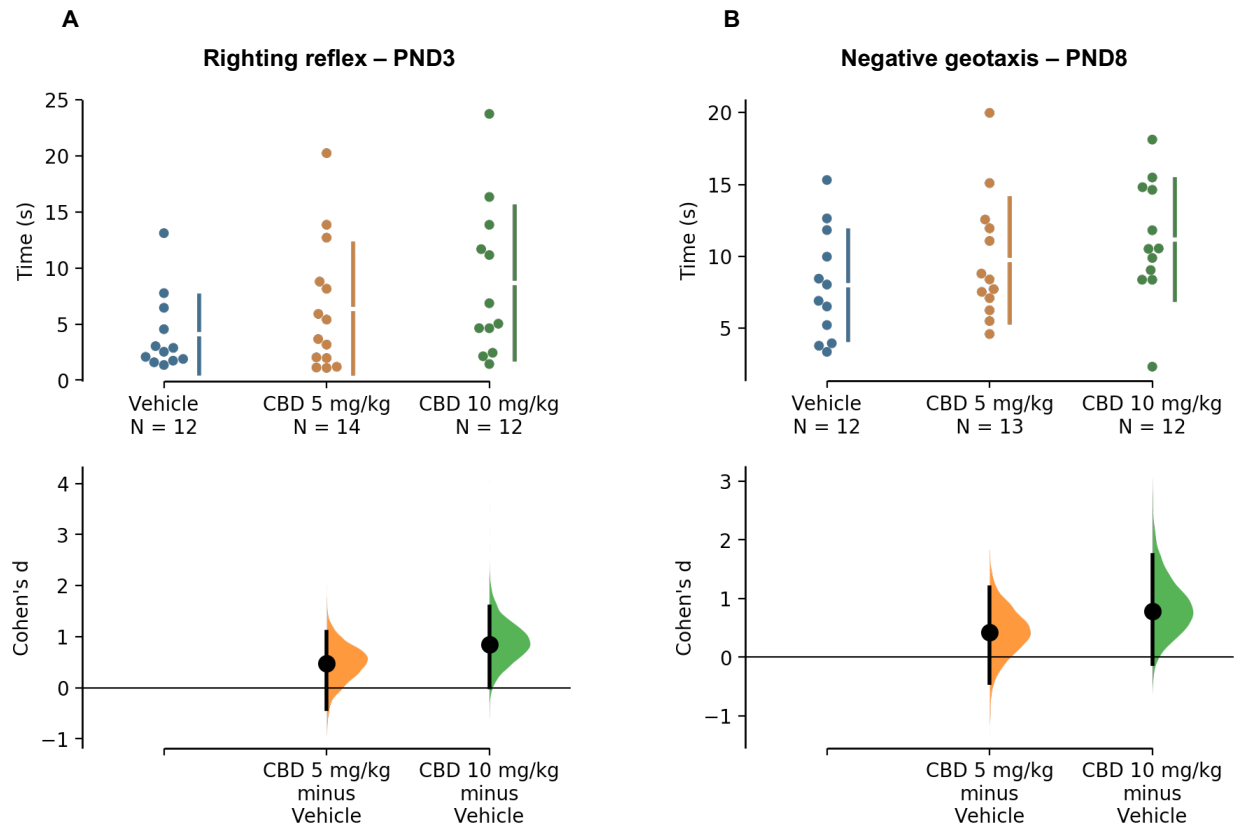 A
Righting reflex – PND3
Time (s)
25
20
15
10
5
0
Vehicle
N = 12
CBD 5 mg/kg
N = 14
CBD 10 mg/kg
N = 12
Cohen's d
4
3
2
1
0
−1
CBD 5 mg/kg
minus
Vehicle
CBD 10 mg/kg
minus
Vehicle
B
Negative geotaxis – PND8
Time (s)
20
15
10
5
Vehicle
N = 12
CBD 5 mg/kg
N = 13
CBD 10 mg/kg
N = 12
Cohen's d
3
2
1
0
−1
CBD 5 mg/kg
minus
Vehicle
CBD 10 mg/kg
minus
Vehicle